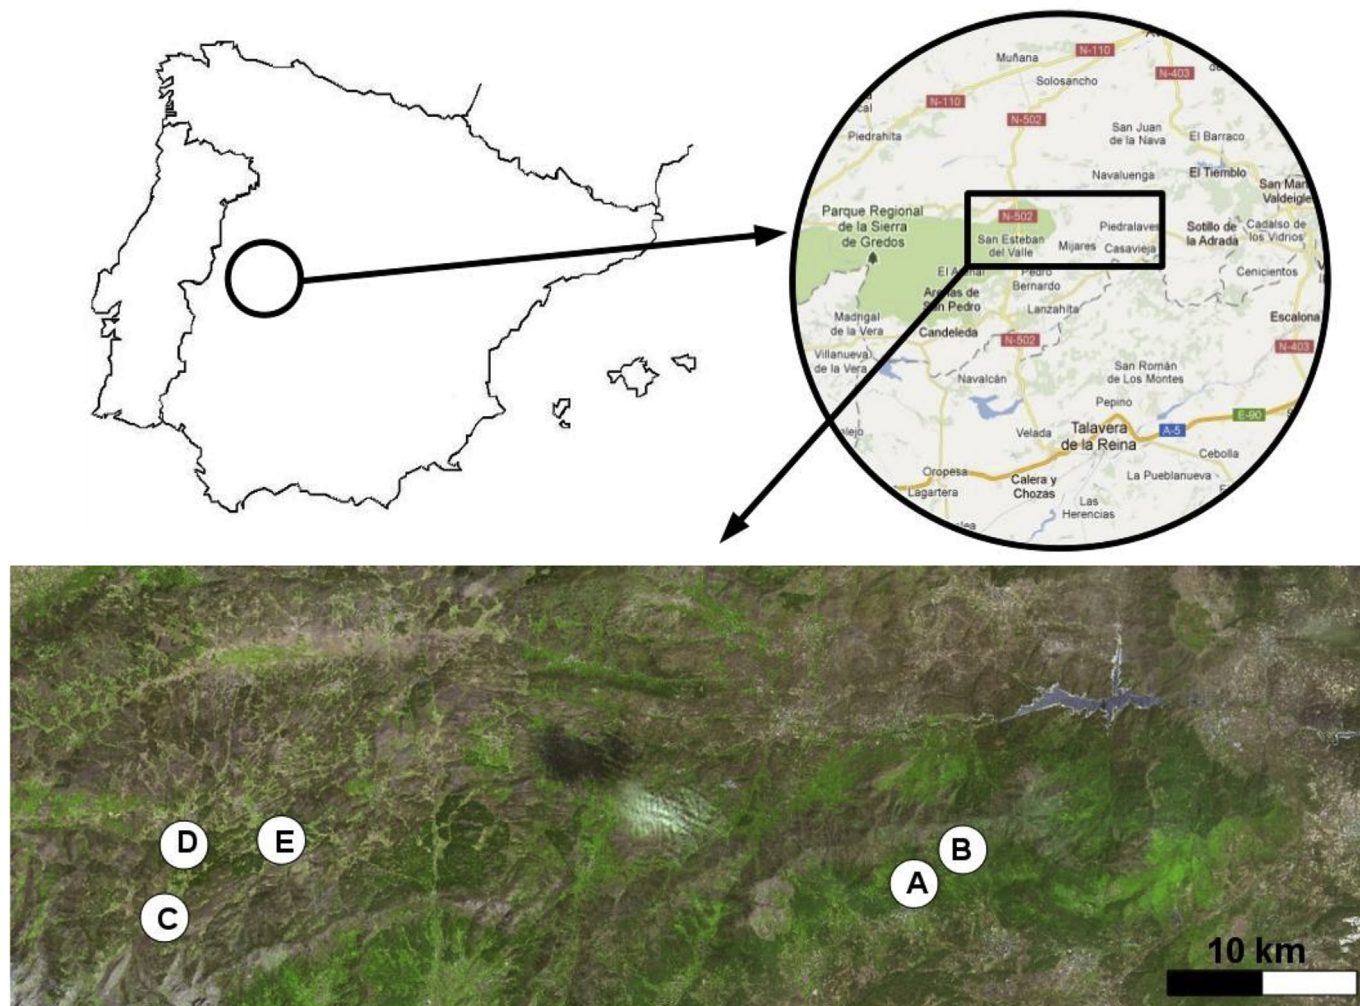 N-110
Muñana
Solosancho
N-403
N-110
N-502
San Juan
de la Nava
El Barraco
Piedrahita
Navaluenga
El Tiemblo
San Mar
Valdeigle
Parque Regional
de la Sierra
de Gredos
N-502
Piedralaves
Sotillo de
la Adrada
Cadalso de
los Vidrios
San Esteban
del Valle
Mijares
Casavieja
El Arenal
Pedro
Bernardo
Cenicientos
Arenas de
San Pedro
Lanzahita
Madrigal
de la Vera
Candeleda
Escalona
N-502
N-403
Villanueva
de la Vera
Navalcán
San Román
de Los Montes
Pepino
E-90
Velada
Talavera
de la Reina
A-5
Cebolla
Oropesa
Calera y
Chozas
La Pueblanueva
Lagartera
Las
Herencias
D
E
B
A
C
10 km